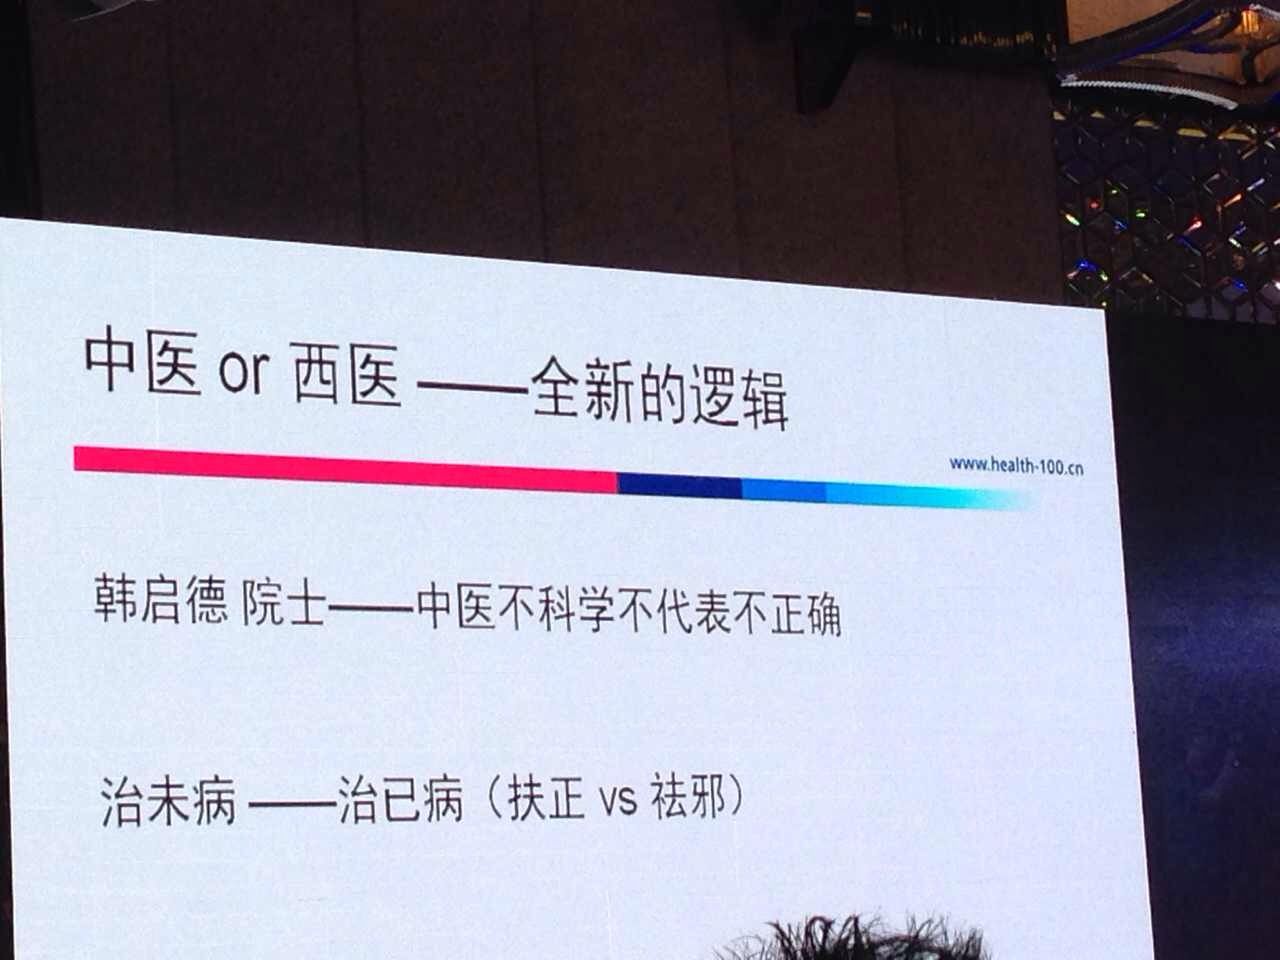 中医 or 西医 ——全新的逻辑
www.health-100.cn
韩启德 院士——中医不科学不代表不正确
治未病 ——治已病（扶正 vs 祛邪）